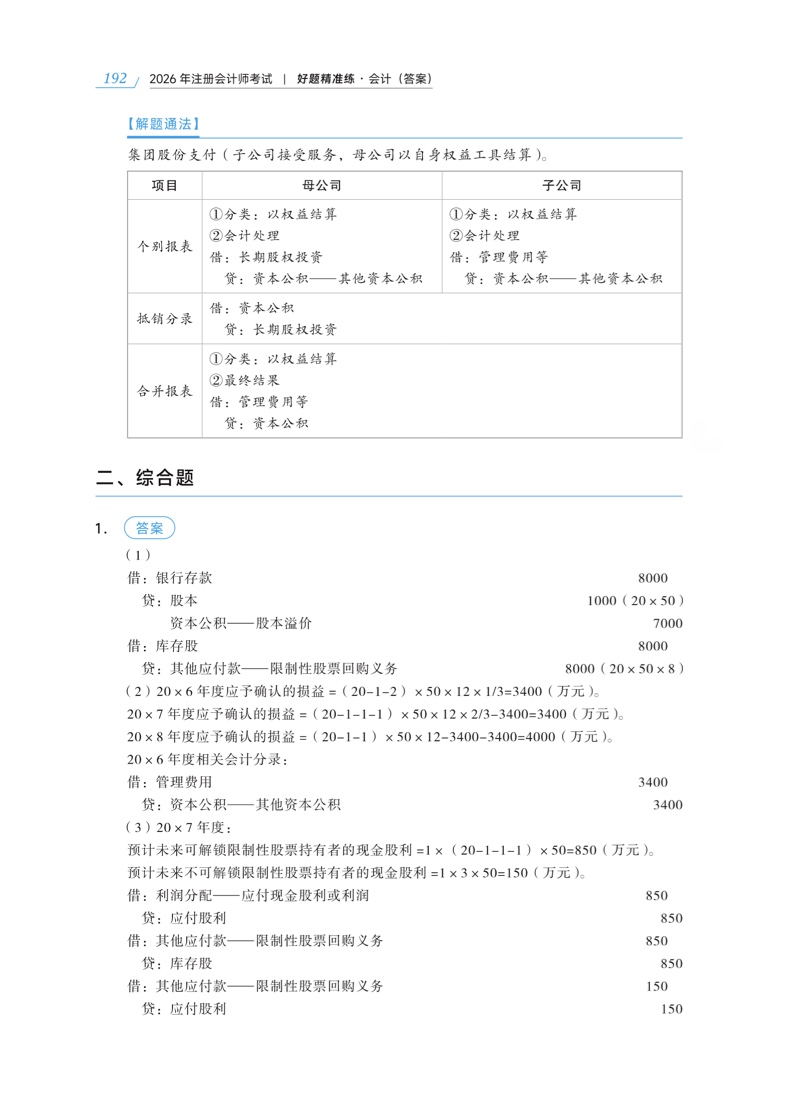 192 2026 年注册会计师考试 | 好题精准练·会计（答案）
【解题通法】
集团股份支付（子公司接受服务，母公司以自身权益工具结算）。
项目 母公司 子公司
个别报表
①分类：以权益结算
②会计处理
借：长期股权投资
贷：资本公积——其他资本公积
①分类：以权益结算
②会计处理
借：管理费用等
贷：资本公积——其他资本公积
抵销分录
借：资本公积
贷：长期股权投资
合并报表
①分类：以权益结算
②最终结果
借：管理费用等
贷：资本公积
二、综合题
1. 答案
（1）
借：银行存款 8000
贷：股本 1000（20×50）
资本公积——股本溢价 7000
借：库存股 8000
贷：其他应付款——限制性股票回购义务 8000（20×50×8）
（2）20×6 年度应予确认的损益 =（20-1-2）×50×12×1/3=3400（万元）。
20×7 年度应予确认的损益 =（20-1-1-1）×50×12×2/3-3400=3400（万元）。
20×8 年度应予确认的损益 =（20-1-1）×50×12-3400-3400=4000（万元）。
20×6 年度相关会计分录：
借：管理费用 3400
贷：资本公积——其他资本公积 3400
（3）20×7 年度：
预计未来可解锁限制性股票持有者的现金股利 =1×（20-1-1-1）×50=850（万元）。
预计未来不可解锁限制性股票持有者的现金股利 =1×3×50=150（万元）。
借：利润分配——应付现金股利或利润 850
贷：应付股利 850
借：其他应付款——限制性股票回购义务 850
贷：库存股 850
借：其他应付款——限制性股票回购义务 150
贷：应付股利 150